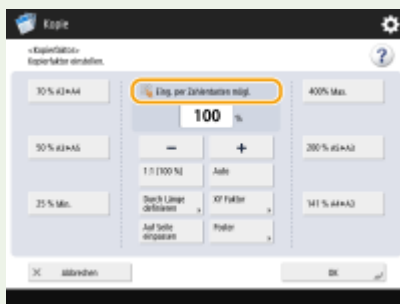 Kopie
<Kopierfaktor>
Kopierfaktor einstellen.
?
70 % A3➔A4
Eing. per Zahlentasten mögl.
400% Max.
100 %
50 % A3➔A5
−
+
200 % A5➔A3
1:1 (100 %)
Auto
25 % Min.
Durch Länge
definieren
XY Faktor
141 % A4➔A3
Auf Seite
einpassen
Poster
Abbrechen
OK